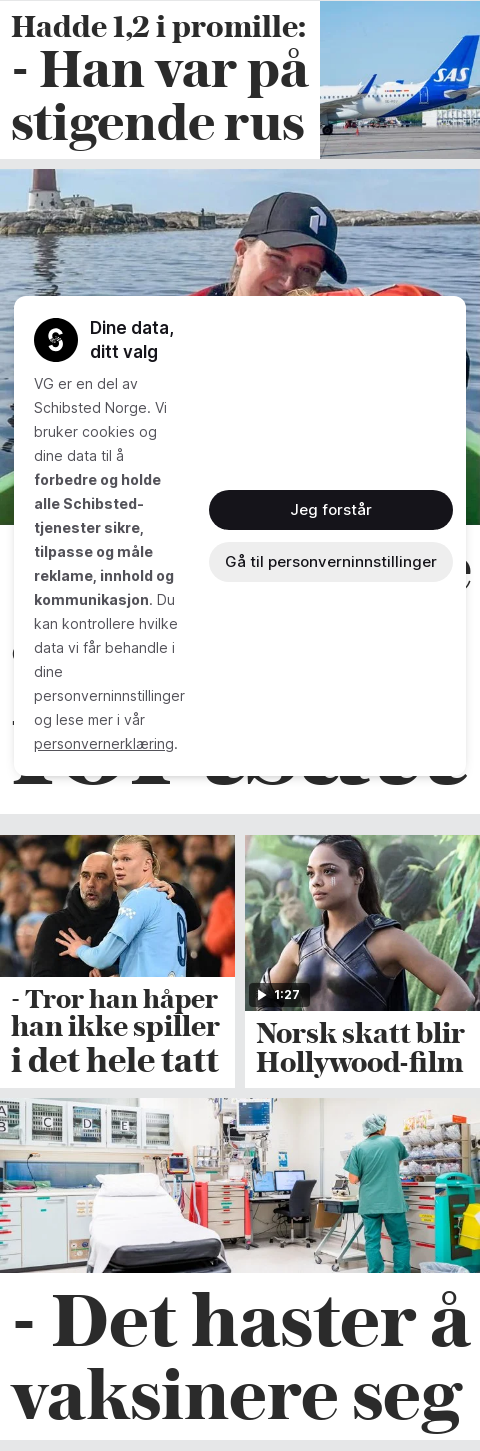 Hadde 1,2 i promille:
- Han var på
stigende rus
SAS
Dine data,
ditt valg
VG er en del av
Schibsted Norge. Vi
bruker cookies og
dine data til å
forbedre og holde
alle Schibsted-
tjenester sikre,
tilpasse og måle
reklame, innhold og
kommunikasjon. Du
kan kontrollere hvilke
data vi får behandle i
dine
personverninnstillinger
og lese mer i vår
personvernerklæring.
Jeg forstår
Gå til personverninnstillinger
9
- Tror han håper
han ikke spiller
i det hele tatt
1:27
Norsk skatt blir
Hollywood-film
A
B C D E
- Det haster å
vaksinere seg